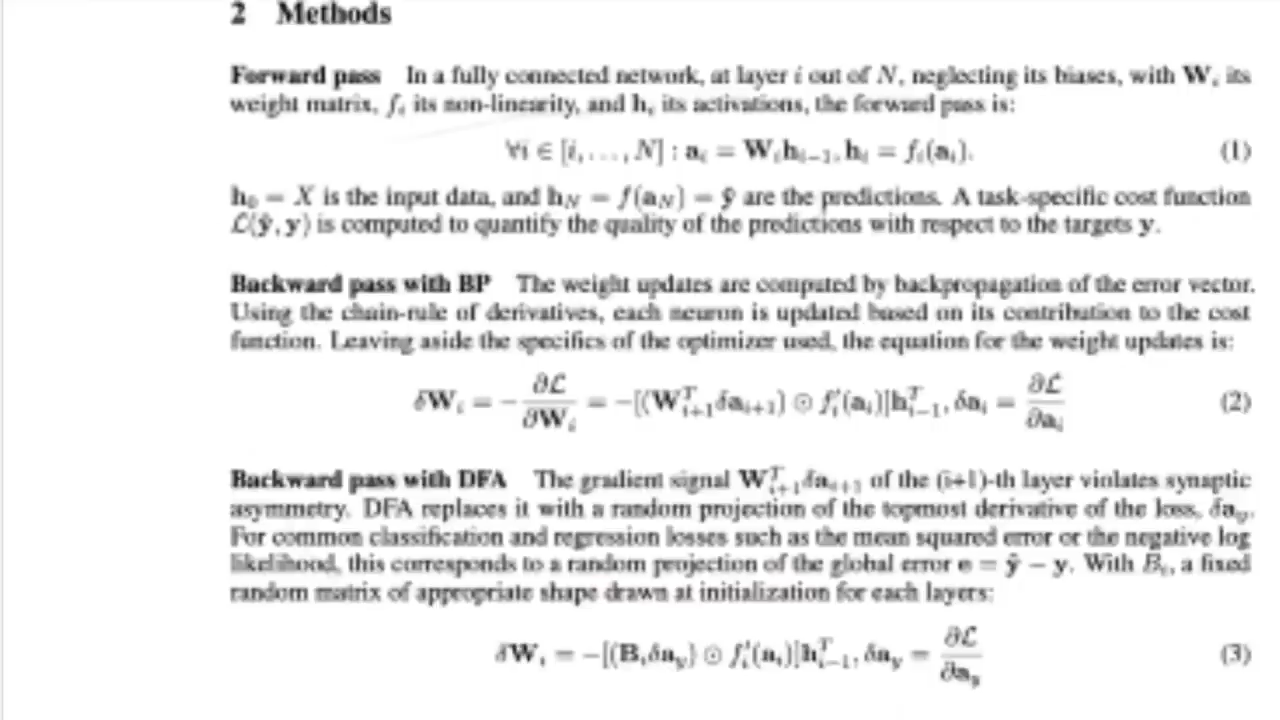 2 Methods
Forward pass In a fully connected network, at layer i out of N, neglecting its biases, with W_i its
weight matrix, f_i its non-linearity, and h_i its activations, the forward pass is:
∀i ∈ [i, . . . , N] : a_i = W_i h_{i−1}, h_i = f_i(a_i). (1)
h_0 = X is the input data, and h_N = f(a_N) = ŷ are the predictions. A task-specific cost function
ℒ(ŷ, y) is computed to quantify the quality of the predictions with respect to the targets y.
Backward pass with BP The weight updates are computed by backpropagation of the error vector.
Using the chain-rule of derivatives, each neuron is updated based on its contribution to the cost
function. Leaving aside the specifics of the optimizer used, the equation for the weight updates is:
δW_i = −∂ℒ/∂W_i = −[(W_{i+1}^T δa_{i+1}) ⊙ f_i′(a_i)]h_{i−1}^T, δa_i = ∂ℒ/∂a_i (2)
Backward pass with DFA The gradient signal W_{i+1}^T δa_{i+1} of the (i+1)-th layer violates synaptic
asymmetry. DFA replaces it with a random projection of the topmost derivative of the loss, δa_y.
For common classification and regression losses such as the mean squared error or the negative log
likelihood, this corresponds to a random projection of the global error e = ŷ − y. With B_i, a fixed
random matrix of appropriate shape drawn at initialization for each layers:
δW_i = −[(B_i δa_y) ⊙ f_i′(a_i)]h_{i−1}^T, δa_y = ∂ℒ/∂a_y (3)